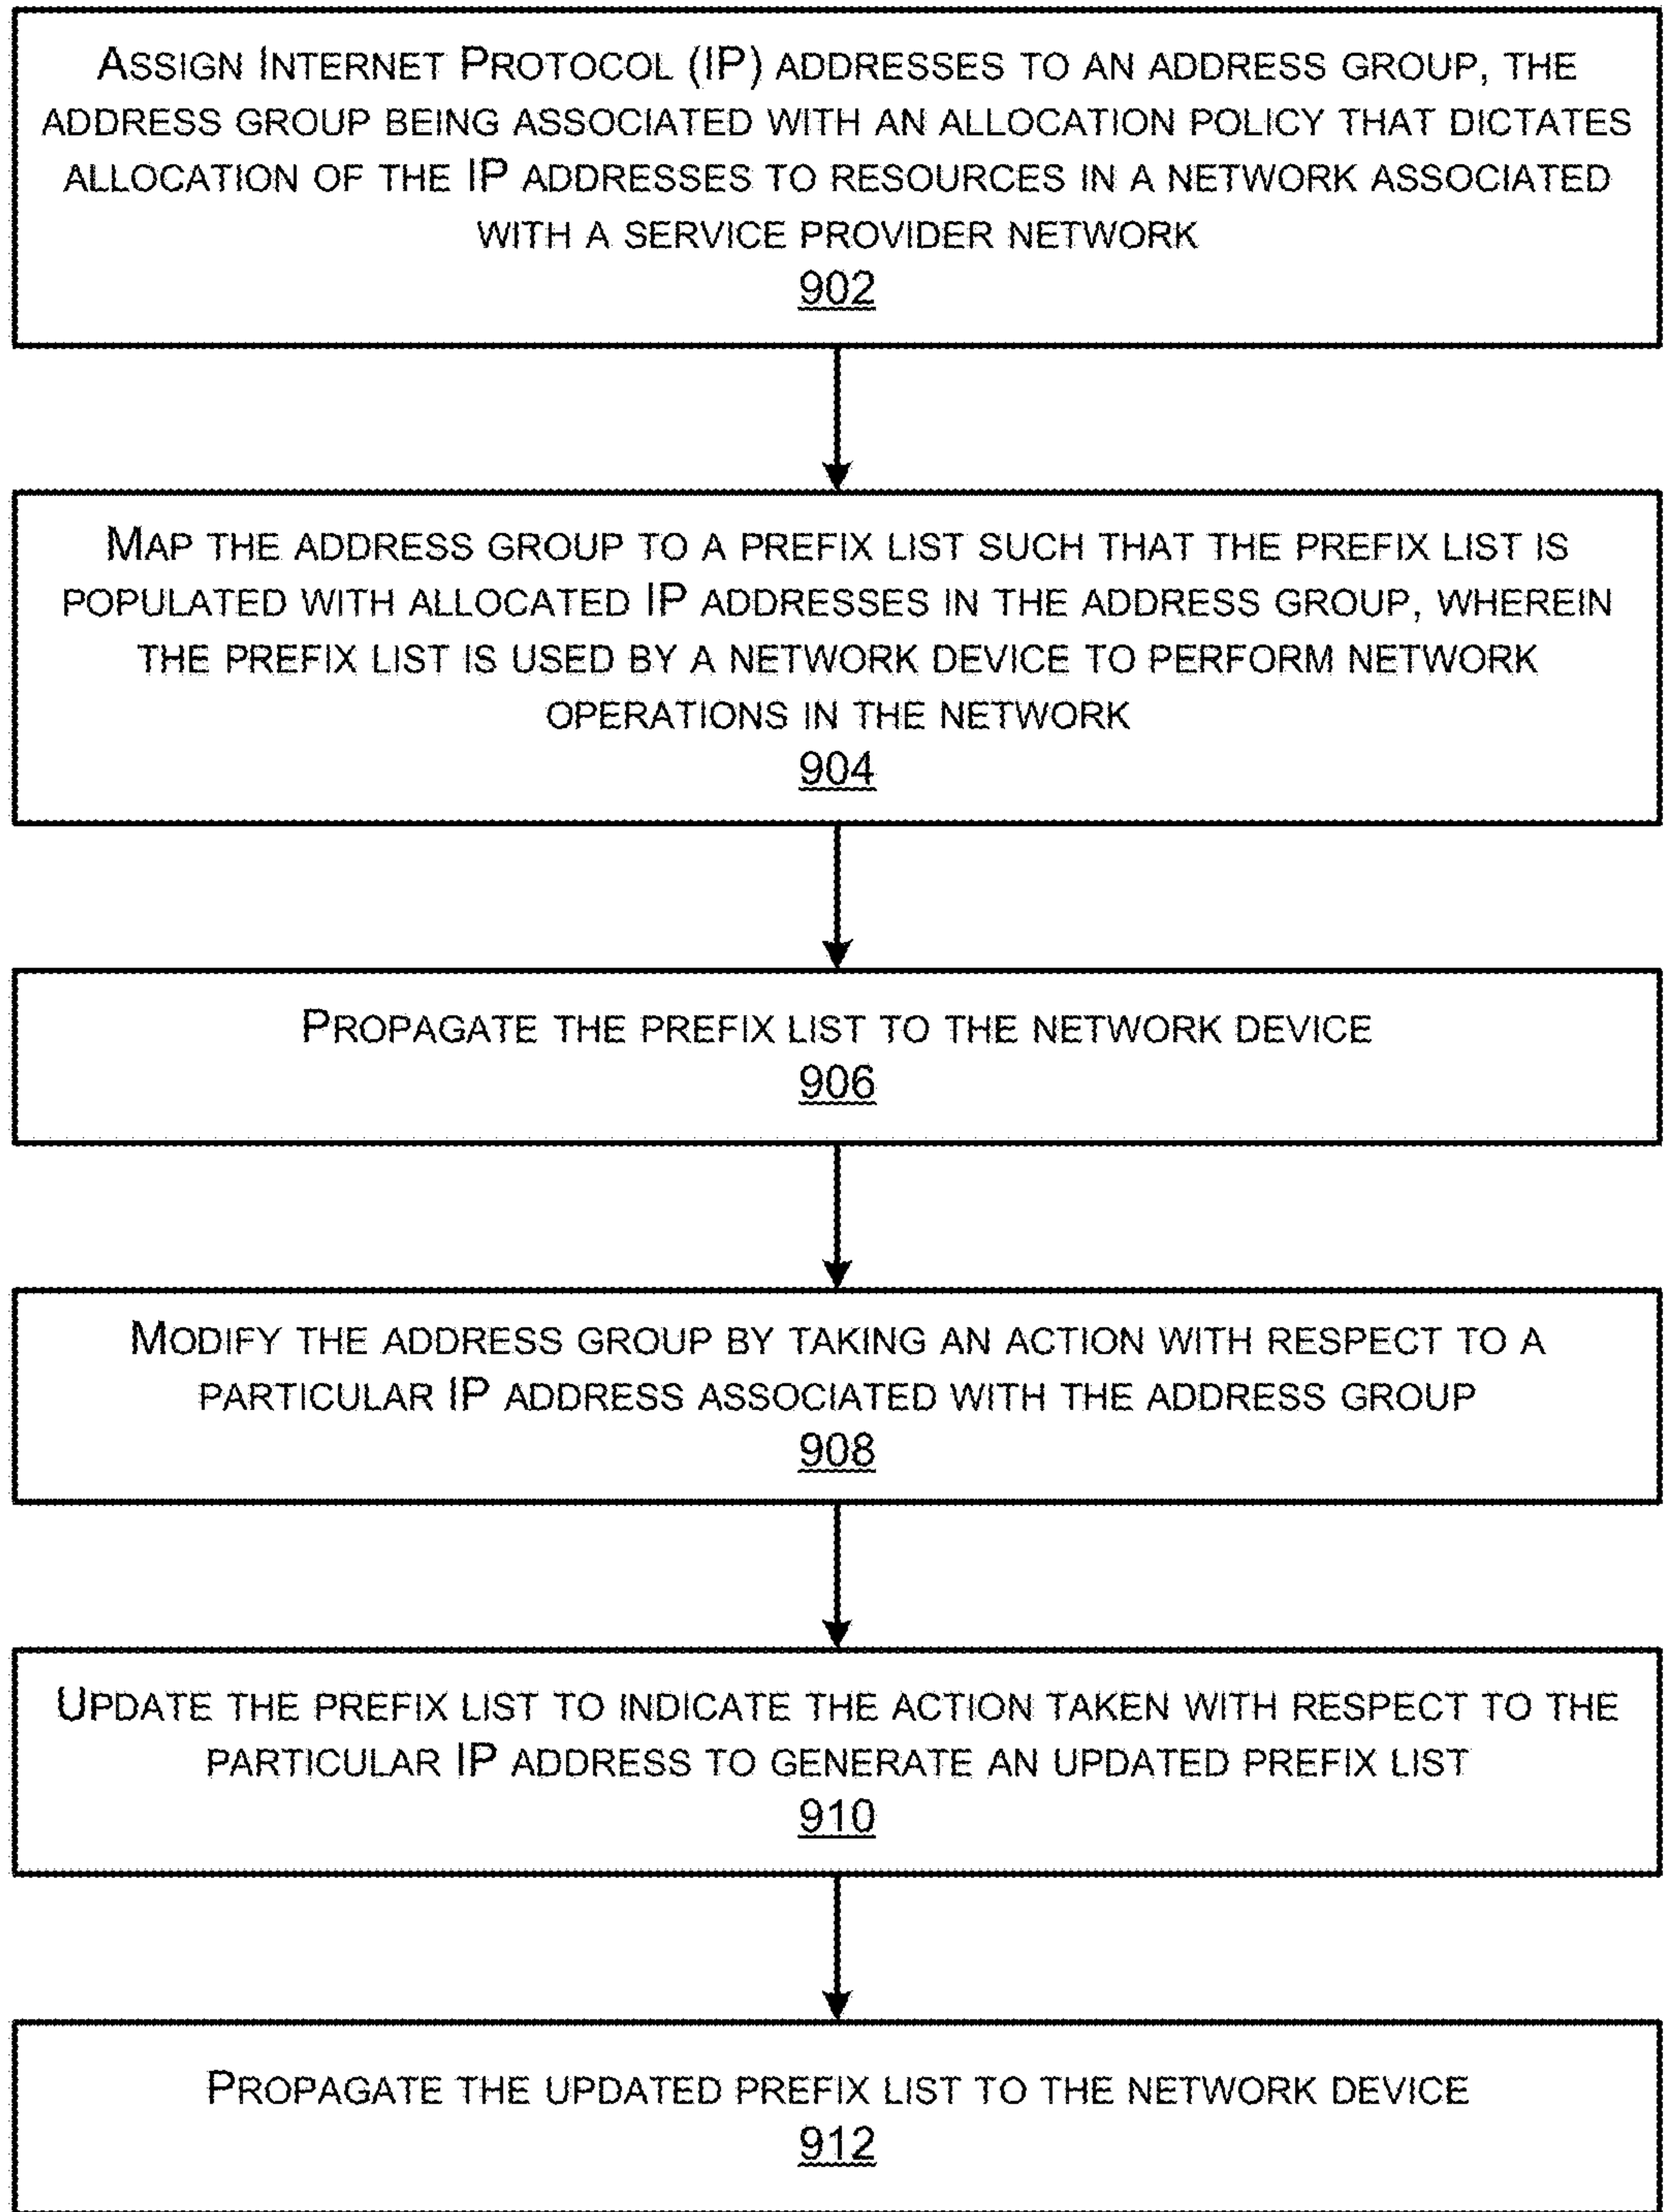 ASSIGN INTERNET PROTOCOL (IP) ADDRESSES TO AN ADDRESS GROUP, THE
ADDRESS GROUP BEING ASSOCIATED WITH AN ALLOCATION POLICY THAT DICTATES
ALLOCATION OF THE IP ADDRESSES TO RESOURCES IN A NETWORK ASSOCIATED
WITH A SERVICE PROVIDER NETWORK
902
MAP THE ADDRESS GROUP TO A PREFIX LIST SUCH THAT THE PREFIX LIST IS
POPULATED WITH ALLOCATED IP ADDRESSES IN THE ADDRESS GROUP, WHEREIN
THE PREFIX LIST IS USED BY A NETWORK DEVICE TO PERFORM NETWORK
OPERATIONS IN THE NETWORK
904
PROPAGATE THE PREFIX LIST TO THE NETWORK DEVICE
906
MODIFY THE ADDRESS GROUP BY TAKING AN ACTION WITH RESPECT TO A
PARTICULAR IP ADDRESS ASSOCIATED WITH THE ADDRESS GROUP
908
UPDATE THE PREFIX LIST TO INDICATE THE ACTION TAKEN WITH RESPECT TO THE
PARTICULAR IP ADDRESS TO GENERATE AN UPDATED PREFIX LIST
910
PROPAGATE THE UPDATED PREFIX LIST TO THE NETWORK DEVICE
912